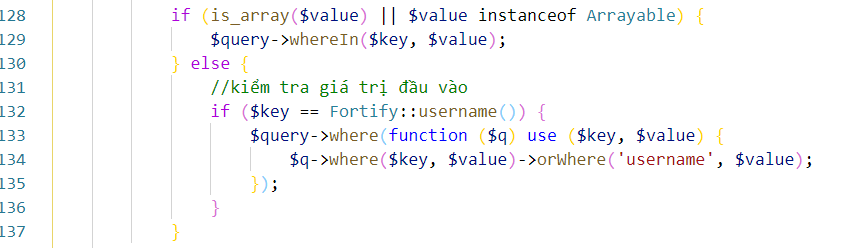 128 if (is_array($value) || $value instanceof Arrayable) {
129 $query->whereIn($key, $value);
130 } else {
131 //kiểm tra giá trị đầu vào
132 if ($key == Fortify::username()) {
133 $query->where(function ($q) use ($key, $value) {
134 $q->where($key, $value)->orWhere('username', $value);
135 });
136 }
137 }